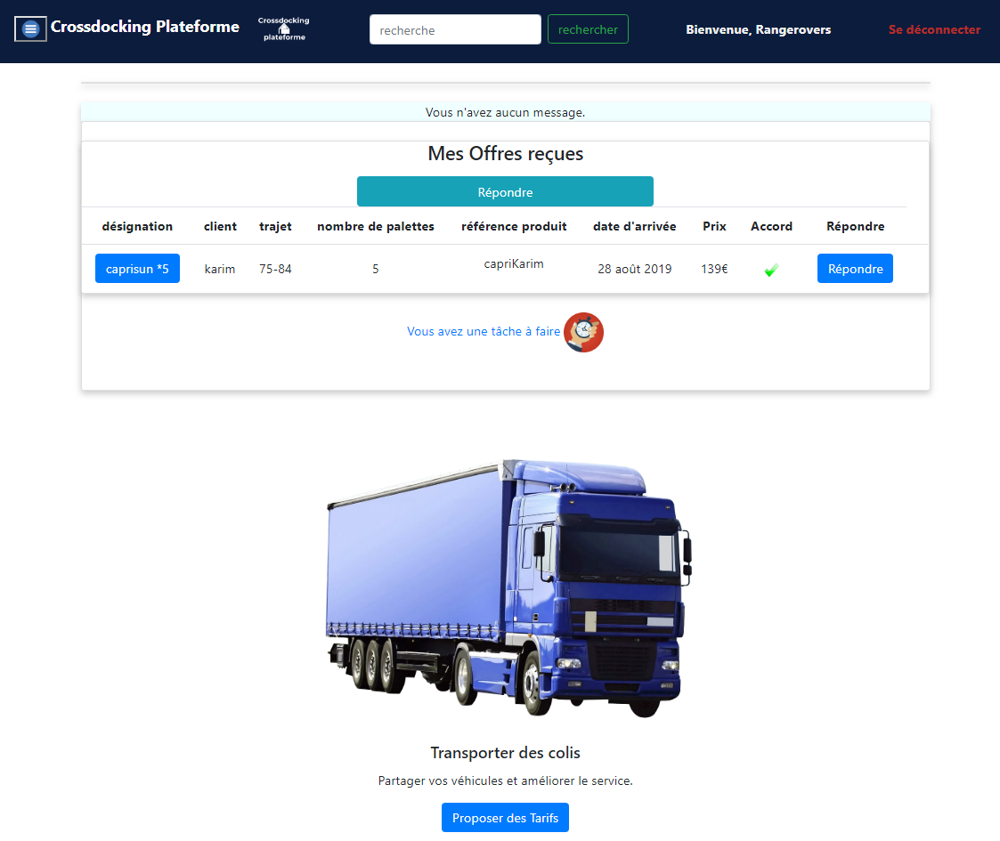 Crossdocking Plateforme
Crossdocking
plateforme
recherche
rechercher
Bienvenue, Rangerovers
Se déconnecter
Vous n'avez aucun message.
Mes Offres reçues
Répondre
désignation client trajet nombre de palettes référence produit date d'arrivée Prix Accord Répondre
caprisun *5 karim 75-84 5 capriKarim 28 août 2019 139€ Répondre
Vous avez une tâche à faire
Transporter des colis
Partager vos véhicules et améliorer le service.
Proposer des Tarifs